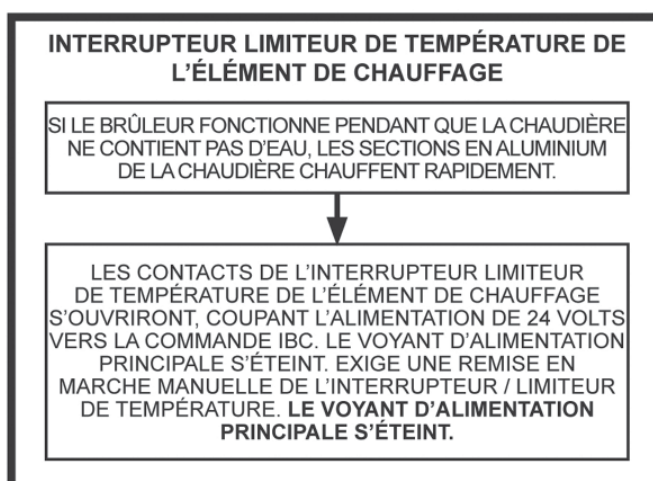 INTERRUPTEUR LIMITEUR DE TEMPÉRATURE DE
L'ÉLÉMENT DE CHAUFFAGE
SI LE BRÛLEUR FONCTIONNE PENDANT QUE LA CHAUDIÈRE
NE CONTIENT PAS D'EAU, LES SECTIONS EN ALUMINIUM
DE LA CHAUDIÈRE CHAUFFENT RAPIDEMENT.
LES CONTACTS DE L'INTERRUPTEUR LIMITEUR
DE TEMPÉRATURE DE L'ÉLÉMENT DE CHAUFFAGE
S'OUVRIRONT, COUPANT L'ALIMENTATION DE 24 VOLTS
VERS LA COMMANDE IBC. LE VOYANT D'ALIMENTATION
PRINCIPALE S'ÉTEINT. EXIGE UNE REMISE EN
MARCHE MANUELLE DE L'INTERRUPTEUR / LIMITEUR
DE TEMPÉRATURE. LE VOYANT D'ALIMENTATION
PRINCIPALE S'ÉTEINT.